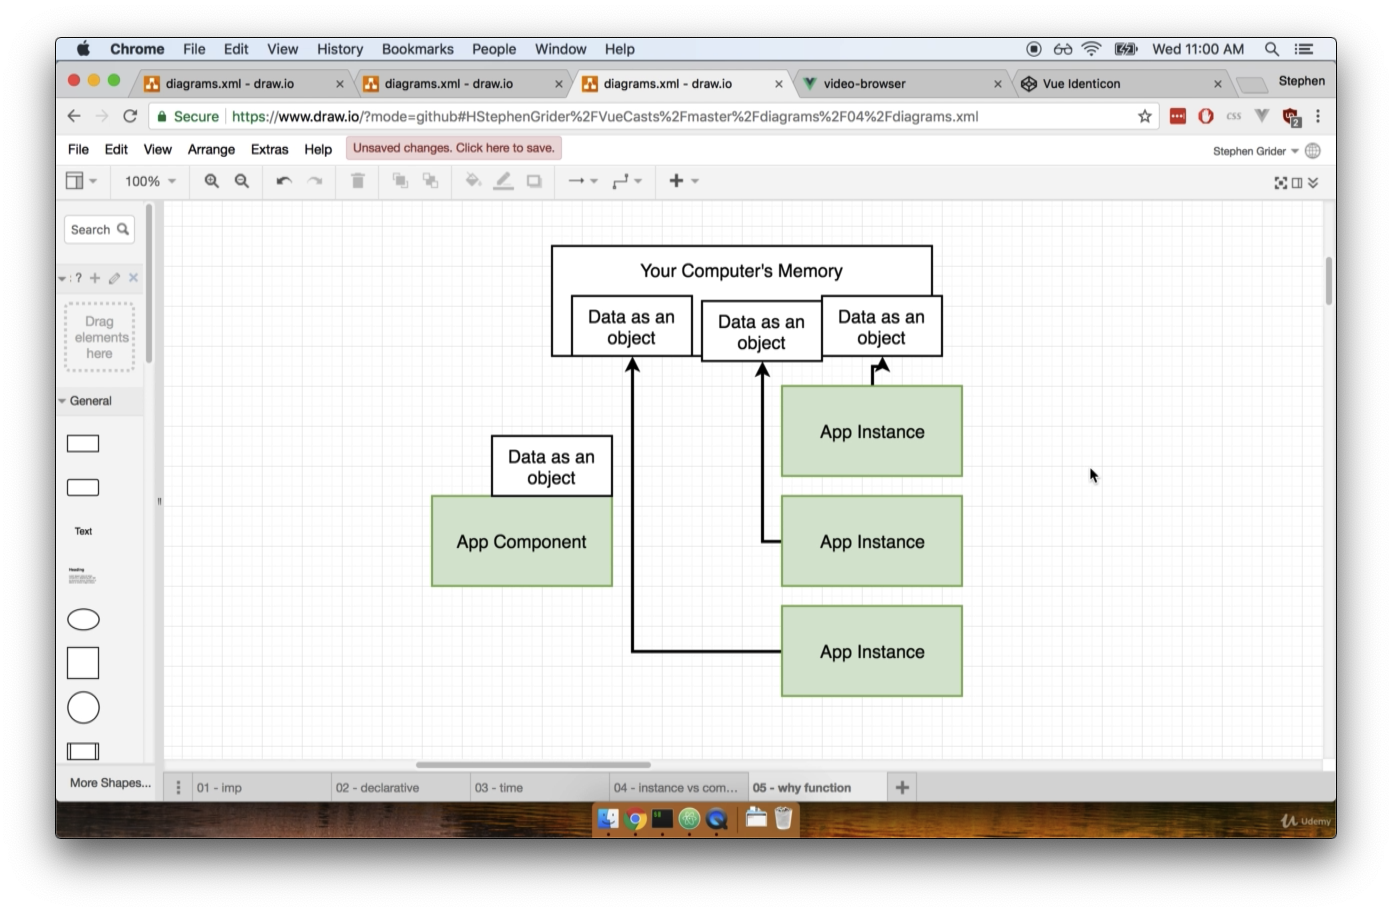 Chrome File Edit View History Bookmarks People Window Help Wed 11:00 AM
diagrams.xml - draw.io diagrams.xml - draw.io diagrams.xml - draw.io video-browser Vue Identicon Stephen
Secure https://www.draw.io/?mode=github#HStephenGrider%2FVueCasts%2Fmaster%2Fdiagrams%2F04%2Fdiagrams.xml css 2
File Edit View Arrange Extras Help Unsaved changes. Click here to save. Stephen Grider
100%
Search
: ?
Drag
elements
here
General
Text
Heading
More Shapes...
Your Computer's Memory
Data as an
object
Data as an
object
Data as an
object
App Instance
Data as an
object
App Component
App Instance
App Instance
01 - imp 02 - declarative 03 - time 04 - instance vs com... 05 - why function
Udemy